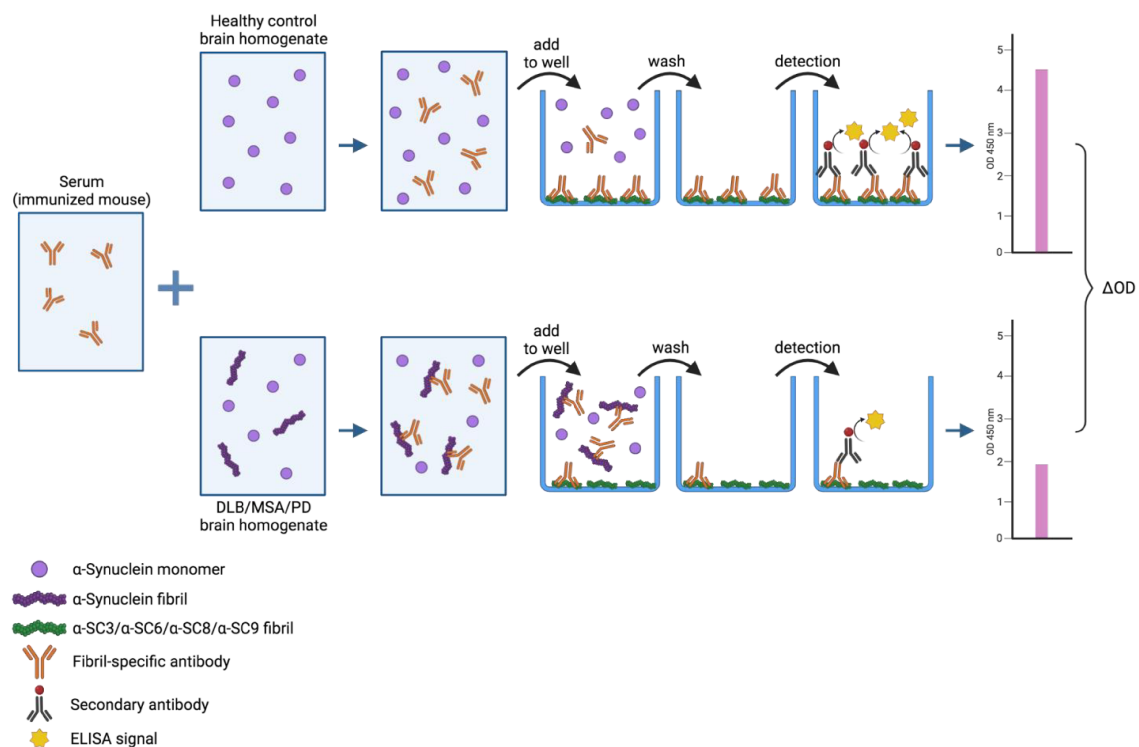 Healthy control
brain homogenate
add
to well
wash
detection
5
4
3
2
1
0
OD 450 nm
Serum
(immunized mouse)
ΔOD
add
to well
wash
detection
5
4
3
2
1
0
OD 450 nm
DLB/MSA/PD
brain homogenate
α-Synuclein monomer
α-Synuclein fibril
α-SC3/α-SC6/α-SC8/α-SC9 fibril
Fibril-specific antibody
Secondary antibody
ELISA signal